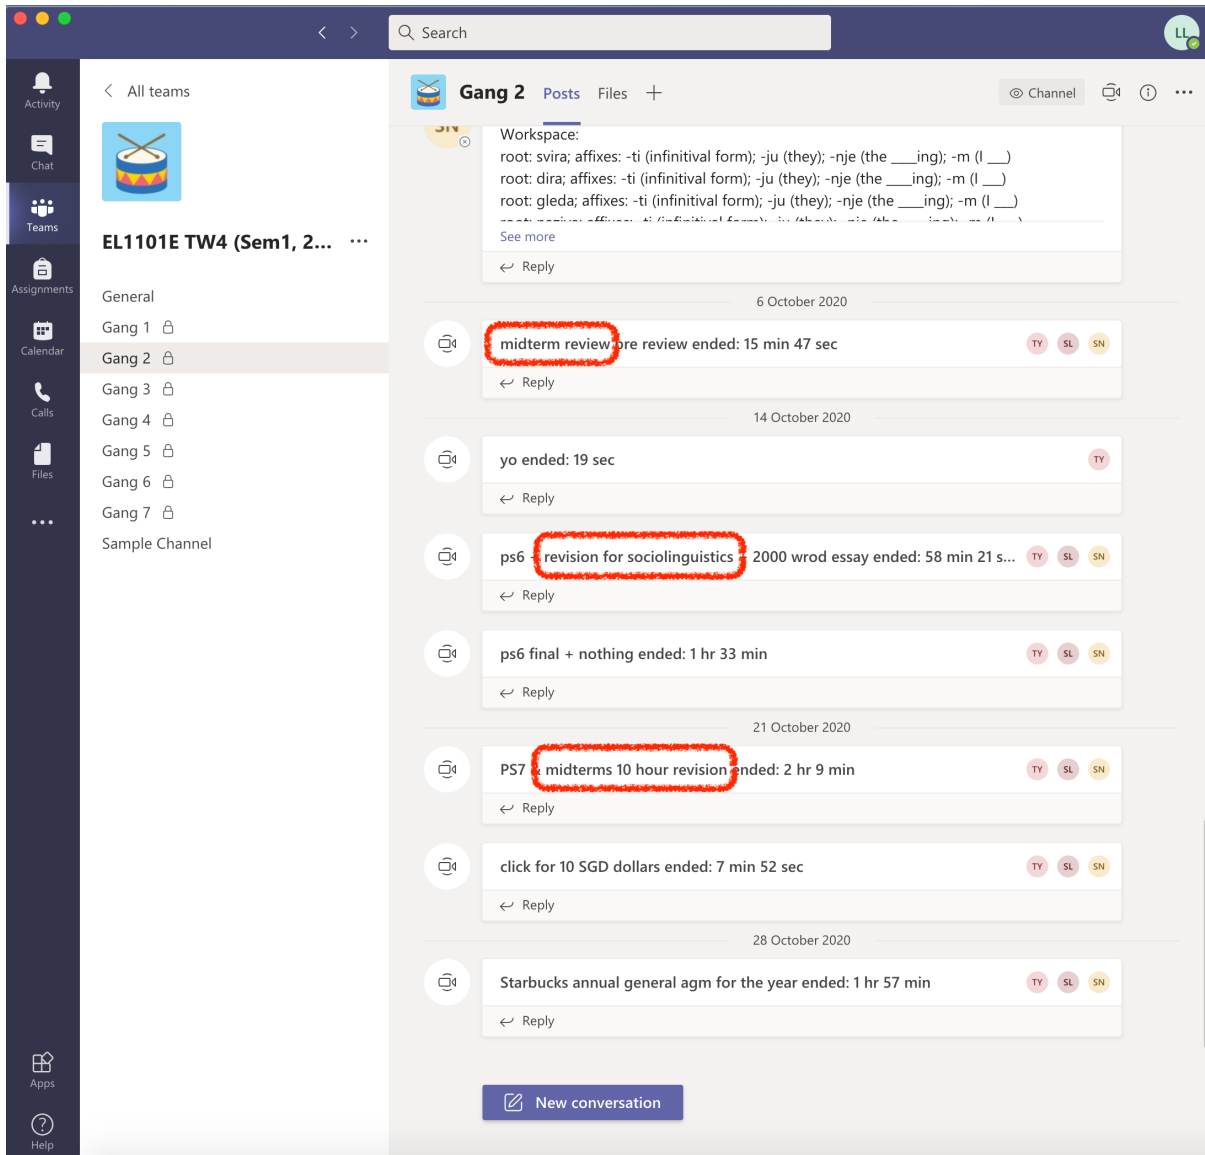 Search
LL
Activity
Chat
Teams
Assignments
Calendar
Calls
Files
Apps
Help
All teams
EL1101E TW4 (Sem1, 2...
General
Gang 1
Gang 2
Gang 3
Gang 4
Gang 5
Gang 6
Gang 7
Sample Channel
Gang 2 Posts Files
Channel
SN
Workspace:
root: svira; affixes: -ti (infinitival form); -ju (they); -nje (the ___ing); -m (I __)
root: dira; affixes: -ti (infinitival form); -ju (they); -nje (the ___ing); -m (I __)
root: gleda; affixes: -ti (infinitival form); -ju (they); -nje (the ___ing); -m (I __)
See more
Reply
6 October 2020
midterm review pre review ended: 15 min 47 sec TY SL SN
Reply
14 October 2020
yo ended: 19 sec TY
Reply
ps6 + revision for sociolinguistics 2000 wrod essay ended: 58 min 21 s... TY SL SN
Reply
ps6 final + nothing ended: 1 hr 33 min TY SL SN
Reply
21 October 2020
PS7 & midterms 10 hour revision ended: 2 hr 9 min TY SL SN
Reply
click for 10 SGD dollars ended: 7 min 52 sec TY SL SN
Reply
28 October 2020
Starbucks annual general agm for the year ended: 1 hr 57 min TY SL SN
Reply
New conversation